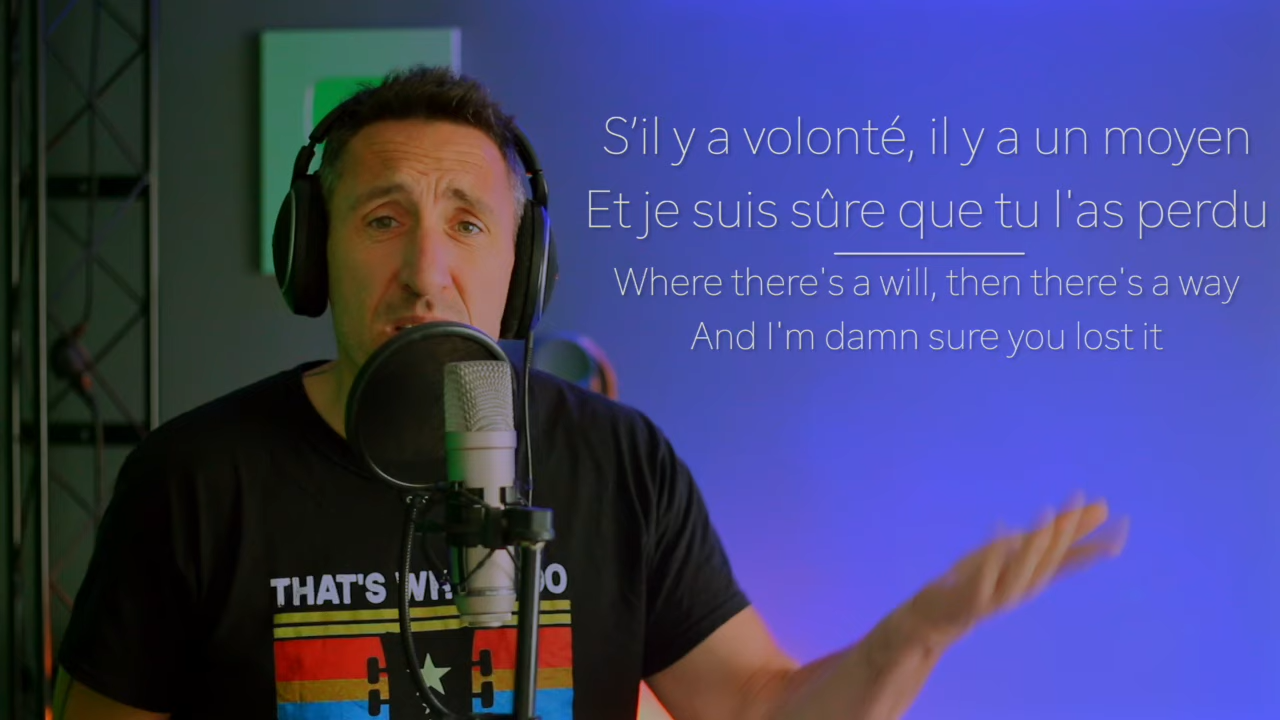 S’il y a volonté, il y a un moyen
Et je suis sûre que tu l'as perdu
Where there's a will, then there's a way
And I'm damn sure you lost it
THAT'S